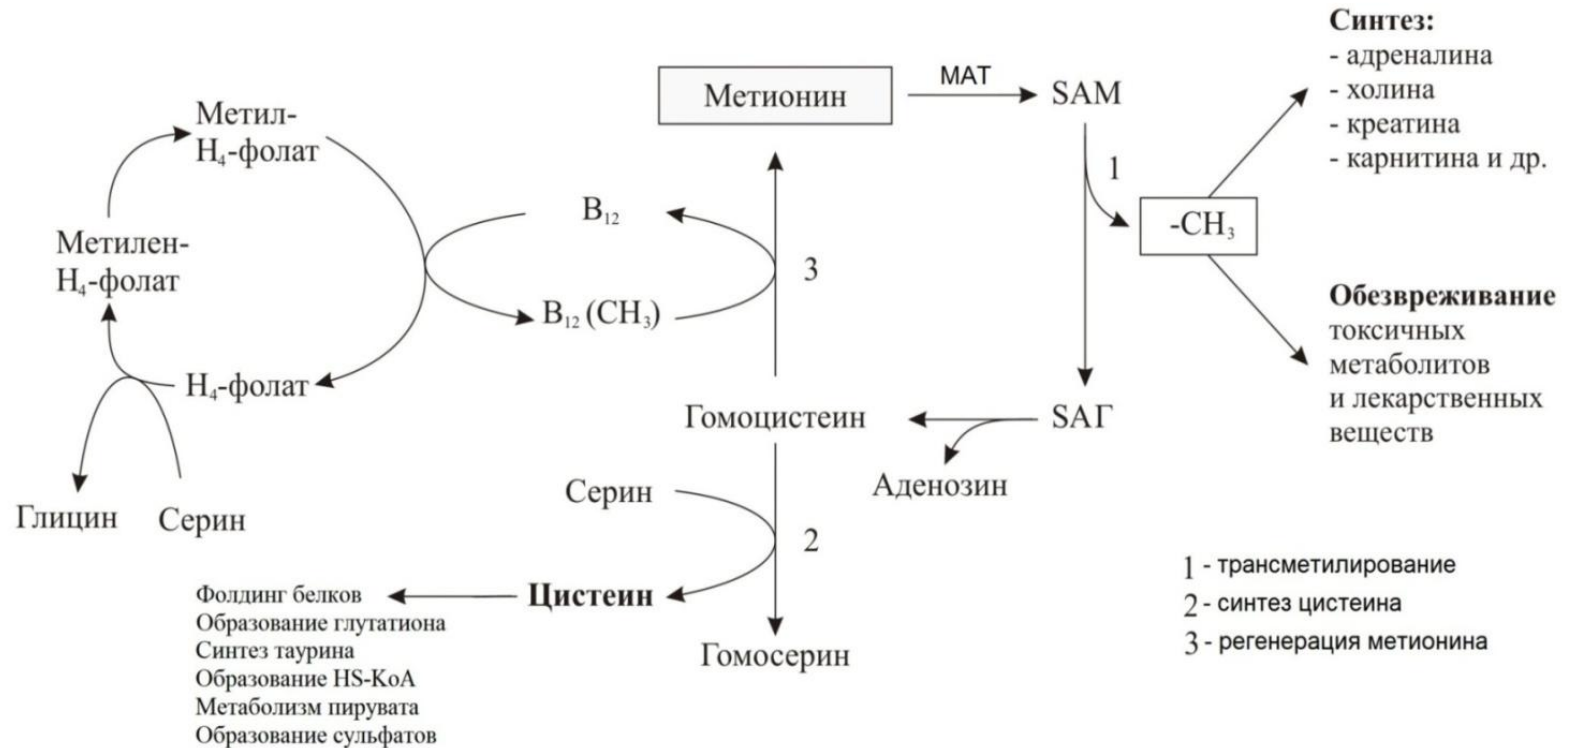 Синтез:
- адреналина
- холина
- креатина
- карнитина и др.
Метионин
МАТ
SAM
1
-CH₃
Метил-
H₄-фолат
Метилен-
H₄-фолат
B₁₂
B₁₂ (CH₃)
3
H₄-фолат
Обезвреживание
токсичных
метаболитов
и лекарственных
веществ
Гомоцистеин
SAГ
Аденозин
Глицин
Серин
Серин
2
Цистеин
Гомосерин
Фолдинг белков
Образование глутатиона
Синтез таурина
Образование HS-KoA
Метаболизм пирувата
Образование сульфатов
1 - трансметилирование
2 - синтез цистеина
3 - регенерация метионина